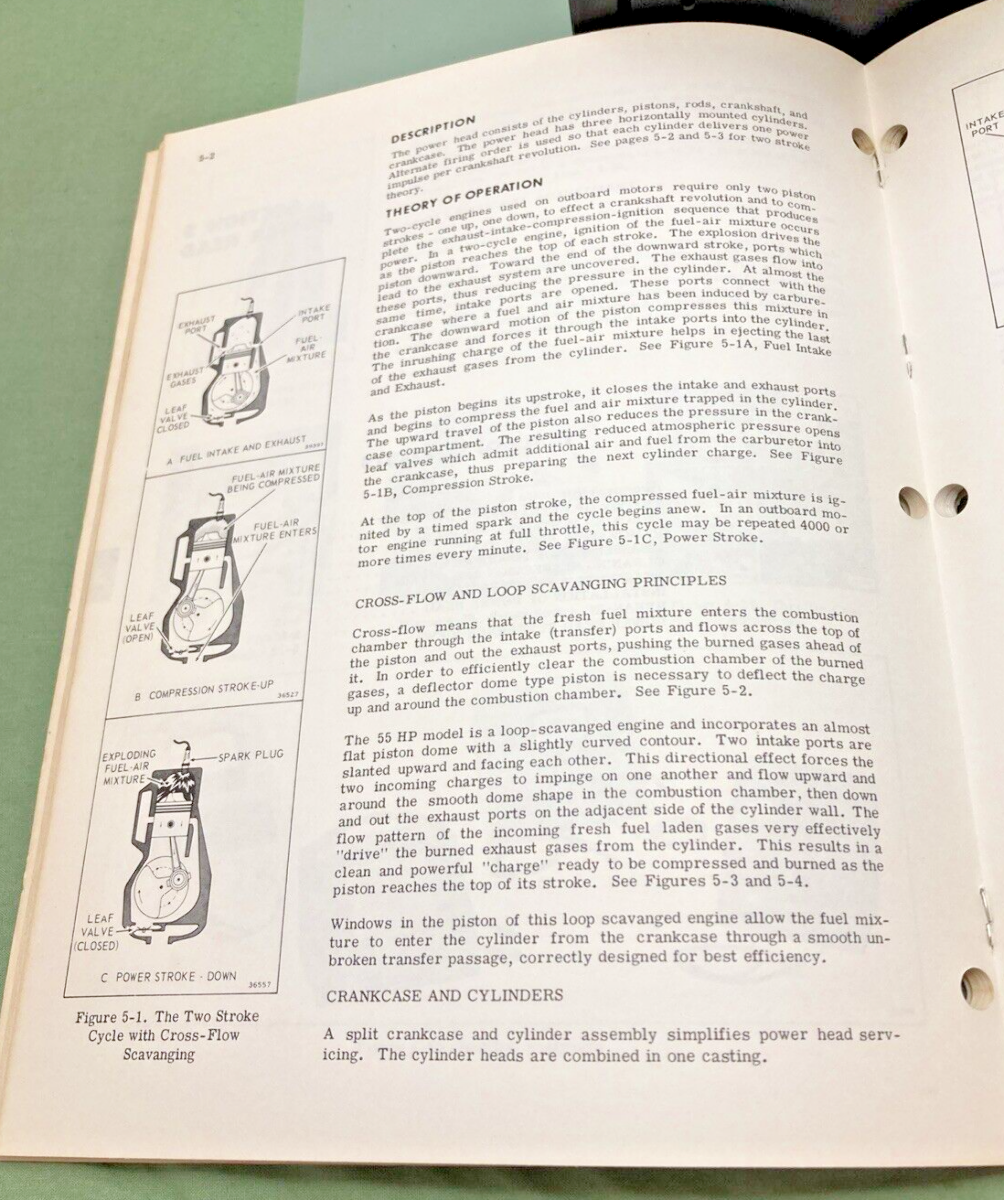 5-2
DESCRIPTION
The power head consists of the cylinders, pistons, rods, crankshaft, and
crankcase. The power head has three horizontally mounted cylinders.
Alternate firing order is used so that each cylinder delivers one power
impulse per crankshaft revolution. See pages 5-2 and 5-3 for two stroke
theory.
THEORY OF OPERATION
Two-cycle engines used on outboard motors require only two piston
strokes - one up, one down, to effect a crankshaft revolution and to com-
plete the exhaust-intake-compression-ignition sequence that produces
power. In a two-cycle engine, ignition of the fuel-air mixture occurs
as the piston reaches the top of each stroke. The explosion drives the
piston downward. Toward the end of the downward stroke, ports which
lead to the exhaust system are uncovered. The exhaust gases flow into
these ports, thus reducing the pressure in the cylinder. At almost the
same time, intake ports are opened. These ports connect with the
crankcase where a fuel and air mixture has been induced by carbure-
tion. The downward motion of the piston compresses this mixture in
the crankcase and forces it through the intake ports into the cylinder.
The inrushing charge of the fuel-air mixture helps in ejecting the last
of the exhaust gases from the cylinder. See Figure 5-1A, Fuel Intake
and Exhaust.
As the piston begins its upstroke, it closes the intake and exhaust ports
and begins to compress the fuel and air mixture trapped in the cylinder.
The upward travel of the piston also reduces the pressure in the crank-
case compartment. The resulting reduced atmospheric pressure opens
leaf valves which admit additional air and fuel from the carburetor into
the crankcase, thus preparing the next cylinder charge. See Figure
5-1B, Compression Stroke.
At the top of the piston stroke, the compressed fuel-air mixture is ig-
nited by a timed spark and the cycle begins anew. In an outboard mo-
tor engine running at full throttle, this cycle may be repeated 4000 or
more times every minute. See Figure 5-1C, Power Stroke.
CROSS-FLOW AND LOOP SCAVANGING PRINCIPLES
Cross-flow means that the fresh fuel mixture enters the combustion
chamber through the intake (transfer) ports and flows across the top of
the piston and out the exhaust ports, pushing the burned gases ahead of
it. In order to efficiently clear the combustion chamber of the burned
gases, a deflector dome type piston is necessary to deflect the charge
up and around the combustion chamber. See Figure 5-2.
The 55 HP model is a loop-scavanged engine and incorporates an almost
flat piston dome with a slightly curved contour. Two intake ports are
slanted upward and facing each other. This directional effect forces the
two incoming charges to impinge on one another and flow upward and
around the smooth dome shape in the combustion chamber, then down
and out the exhaust ports on the adjacent side of the cylinder wall. The
flow pattern of the incoming fresh fuel laden gases very effectively
"drive" the burned exhaust gases from the cylinder. This results in a
clean and powerful "charge" ready to be compressed and burned as the
piston reaches the top of its stroke. See Figures 5-3 and 5-4.
Windows in the piston of this loop scavanged engine allow the fuel mix-
ture to enter the cylinder from the crankcase through a smooth un-
broken transfer passage, correctly designed for best efficiency.
CRANKCASE AND CYLINDERS
A split crankcase and cylinder assembly simplifies power head serv-
icing. The cylinder heads are combined in one casting.
EXHAUST
PORT
INTAKE
PORT
FUEL-
AIR
MIXTURE
EXHAUST
GASES
LEAF
VALVE
CLOSED
A FUEL INTAKE AND EXHAUST
FUEL-AIR MIXTURE
BEING COMPRESSED
FUEL-AIR
MIXTURE ENTERS
LEAF
VALVE
(OPEN)
B COMPRESSION STROKE-UP
36527
EXPLODING
FUEL-AIR
MIXTURE
SPARK PLUG
LEAF
VALVE
(CLOSED)
C POWER STROKE - DOWN
36557
Figure 5-1. The Two Stroke
Cycle with Cross-Flow
Scavanging
INTAKE
PORT